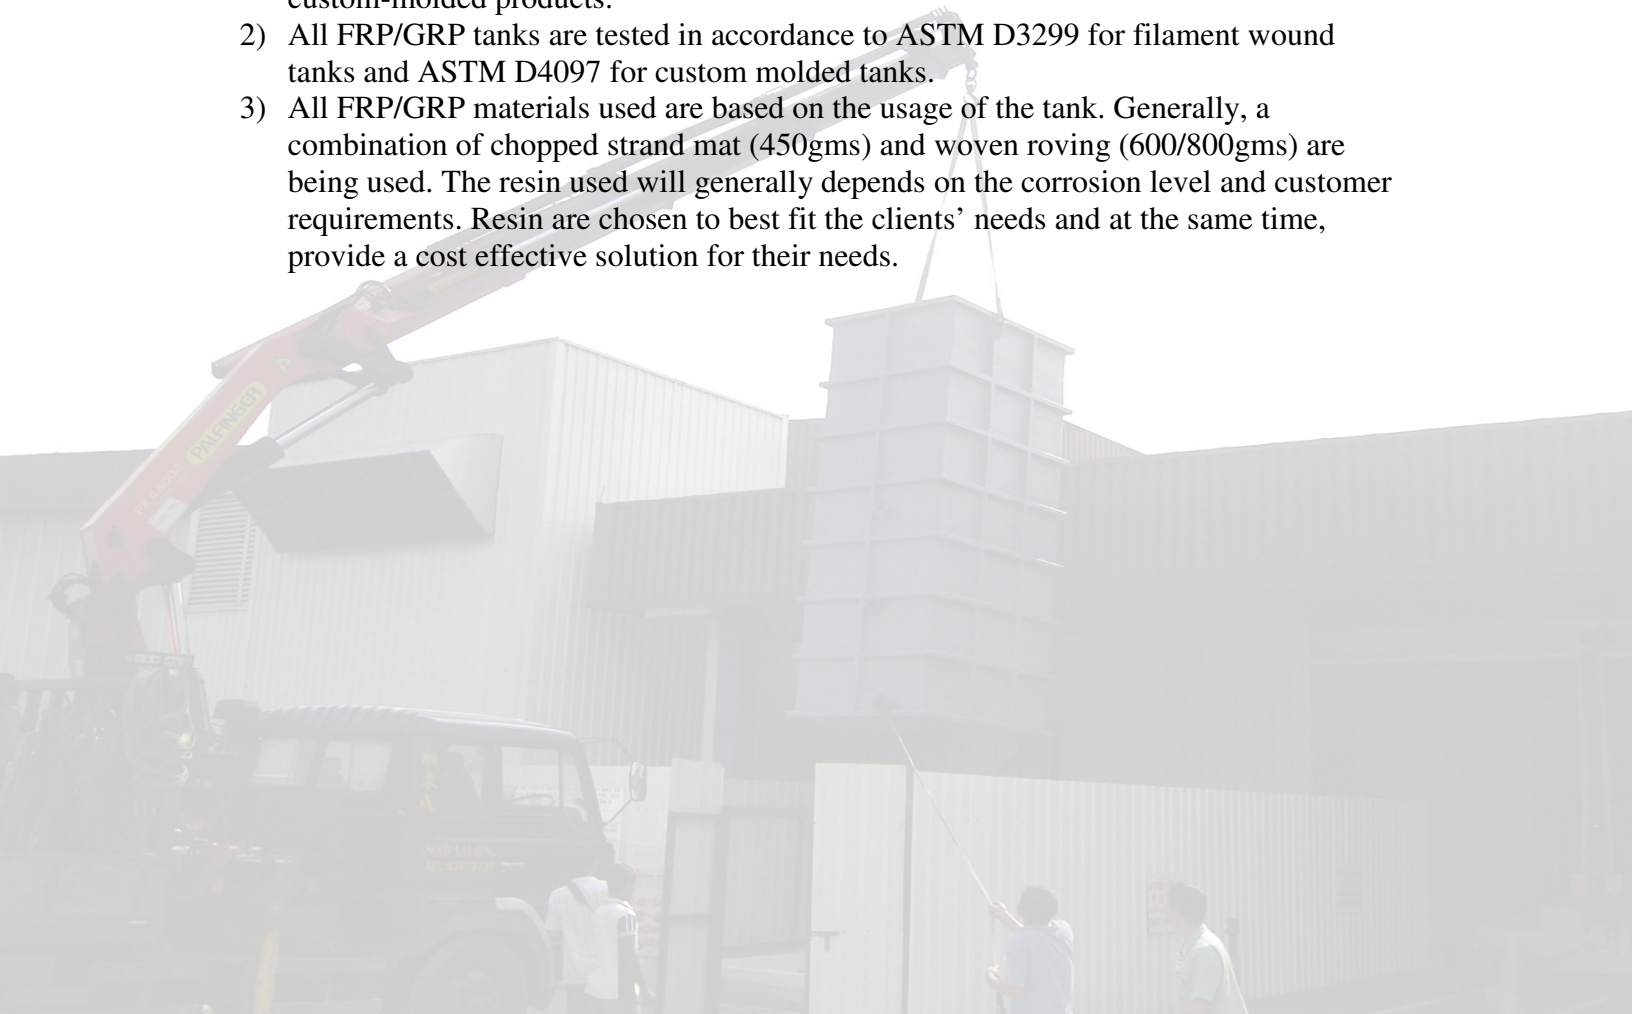 custom-molded products.
2) All FRP/GRP tanks are tested in accordance to ASTM D3299 for filament wound
tanks and ASTM D4097 for custom molded tanks.
3) All FRP/GRP materials used are based on the usage of the tank. Generally, a
combination of chopped strand mat (450gms) and woven roving (600/800gms) are
being used. The resin used will generally depends on the corrosion level and customer
requirements. Resin are chosen to best fit the clients’ needs and at the same time,
provide a cost effective solution for their needs.
PALFINGER